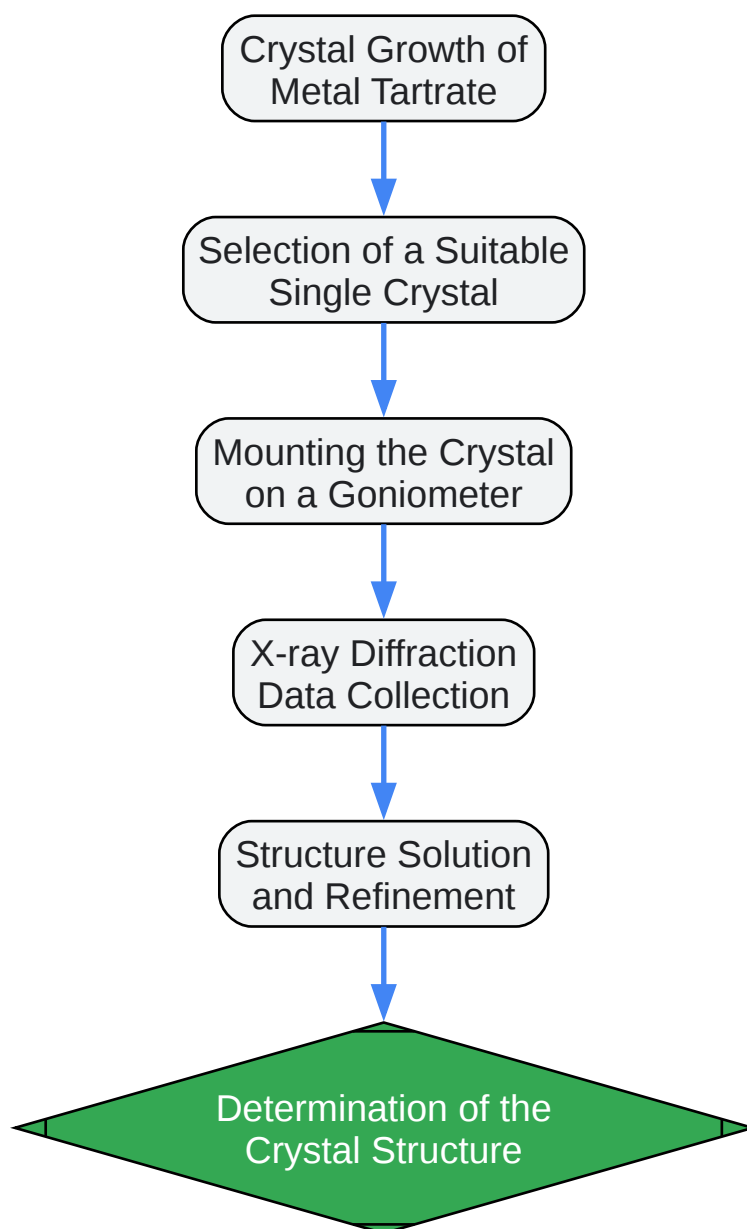 Crystal Growth of
Metal Tartrate
Selection of a Suitable
Single Crystal
Mounting the Crystal
on a Goniometer
X-ray Diffraction
Data Collection
Structure Solution
and Refinement
Determination of the
Crystal Structure